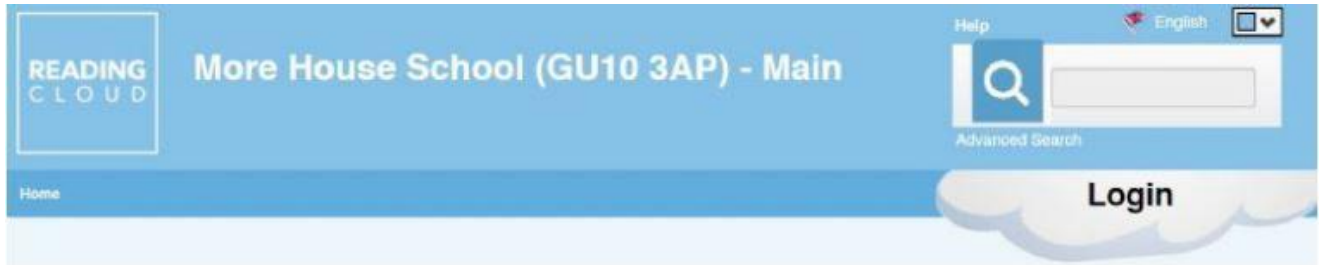 READING
CLOUD
More House School (GU10 3AP) - Main
Help
English
Advanced Search
Home
Login